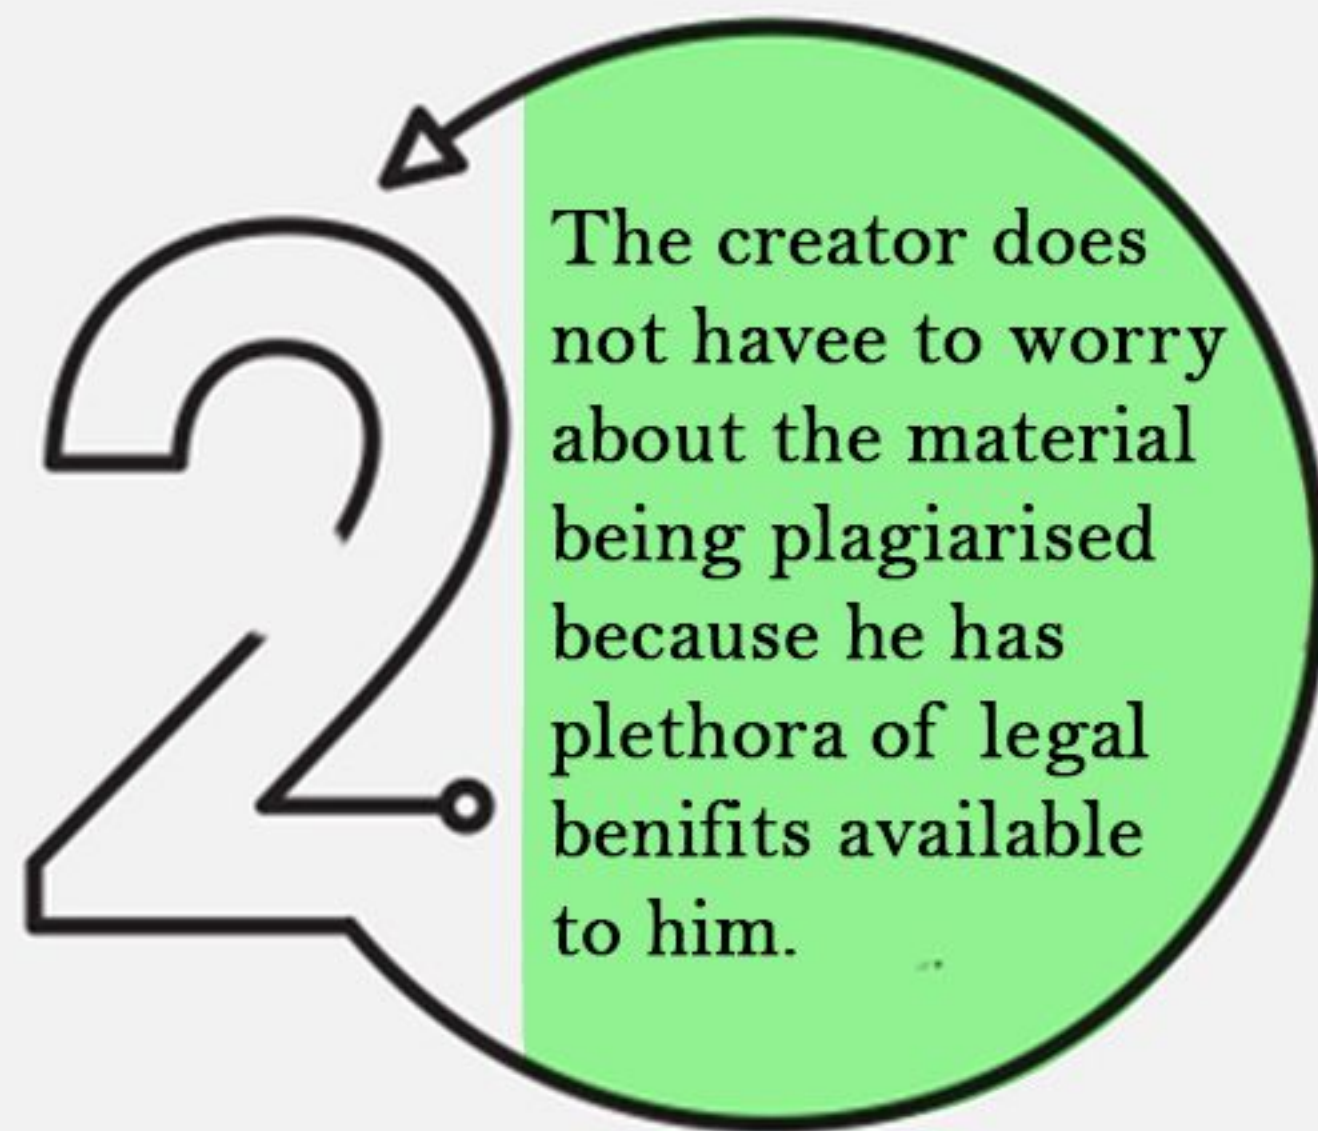 2
The creator does
not havee to worry
about the material
being plagiarised
because he has
plethora of legal
benifits available
to him.